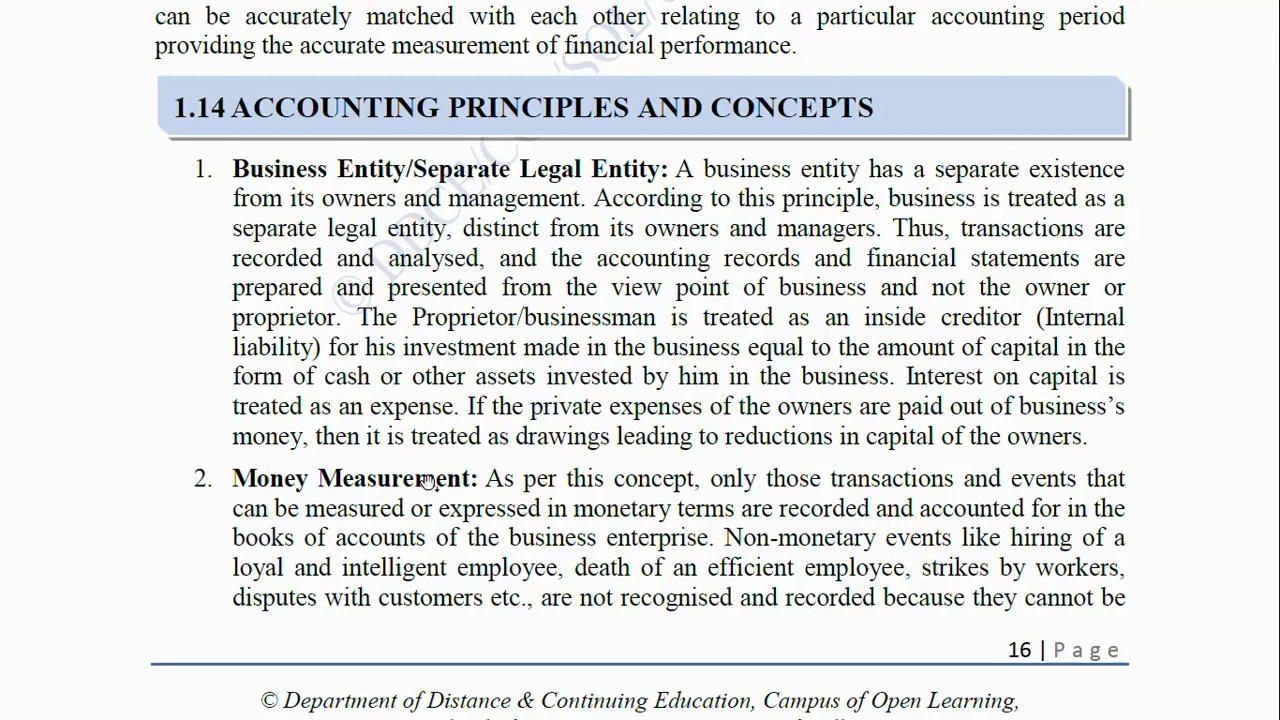 can be accurately matched with each other relating to a particular accounting period
providing the accurate measurement of financial performance.
1.14 ACCOUNTING PRINCIPLES AND CONCEPTS
1. Business Entity/Separate Legal Entity: A business entity has a separate existence
from its owners and management. According to this principle, business is treated as a
separate legal entity, distinct from its owners and managers. Thus, transactions are
recorded and analysed, and the accounting records and financial statements are
prepared and presented from the view point of business and not the owner or
proprietor. The Proprietor/businessman is treated as an inside creditor (Internal
liability) for his investment made in the business equal to the amount of capital in the
form of cash or other assets invested by him in the business. Interest on capital is
treated as an expense. If the private expenses of the owners are paid out of business's
money, then it is treated as drawings leading to reductions in capital of the owners.
2. Money Measurement: As per this concept, only those transactions and events that
can be measured or expressed in monetary terms are recorded and accounted for in the
books of accounts of the business enterprise. Non-monetary events like hiring of a
loyal and intelligent employee, death of an efficient employee, strikes by workers,
disputes with customers etc., are not recognised and recorded because they cannot be
16 | Page
© Department of Distance & Continuing Education, Campus of Open Learning,